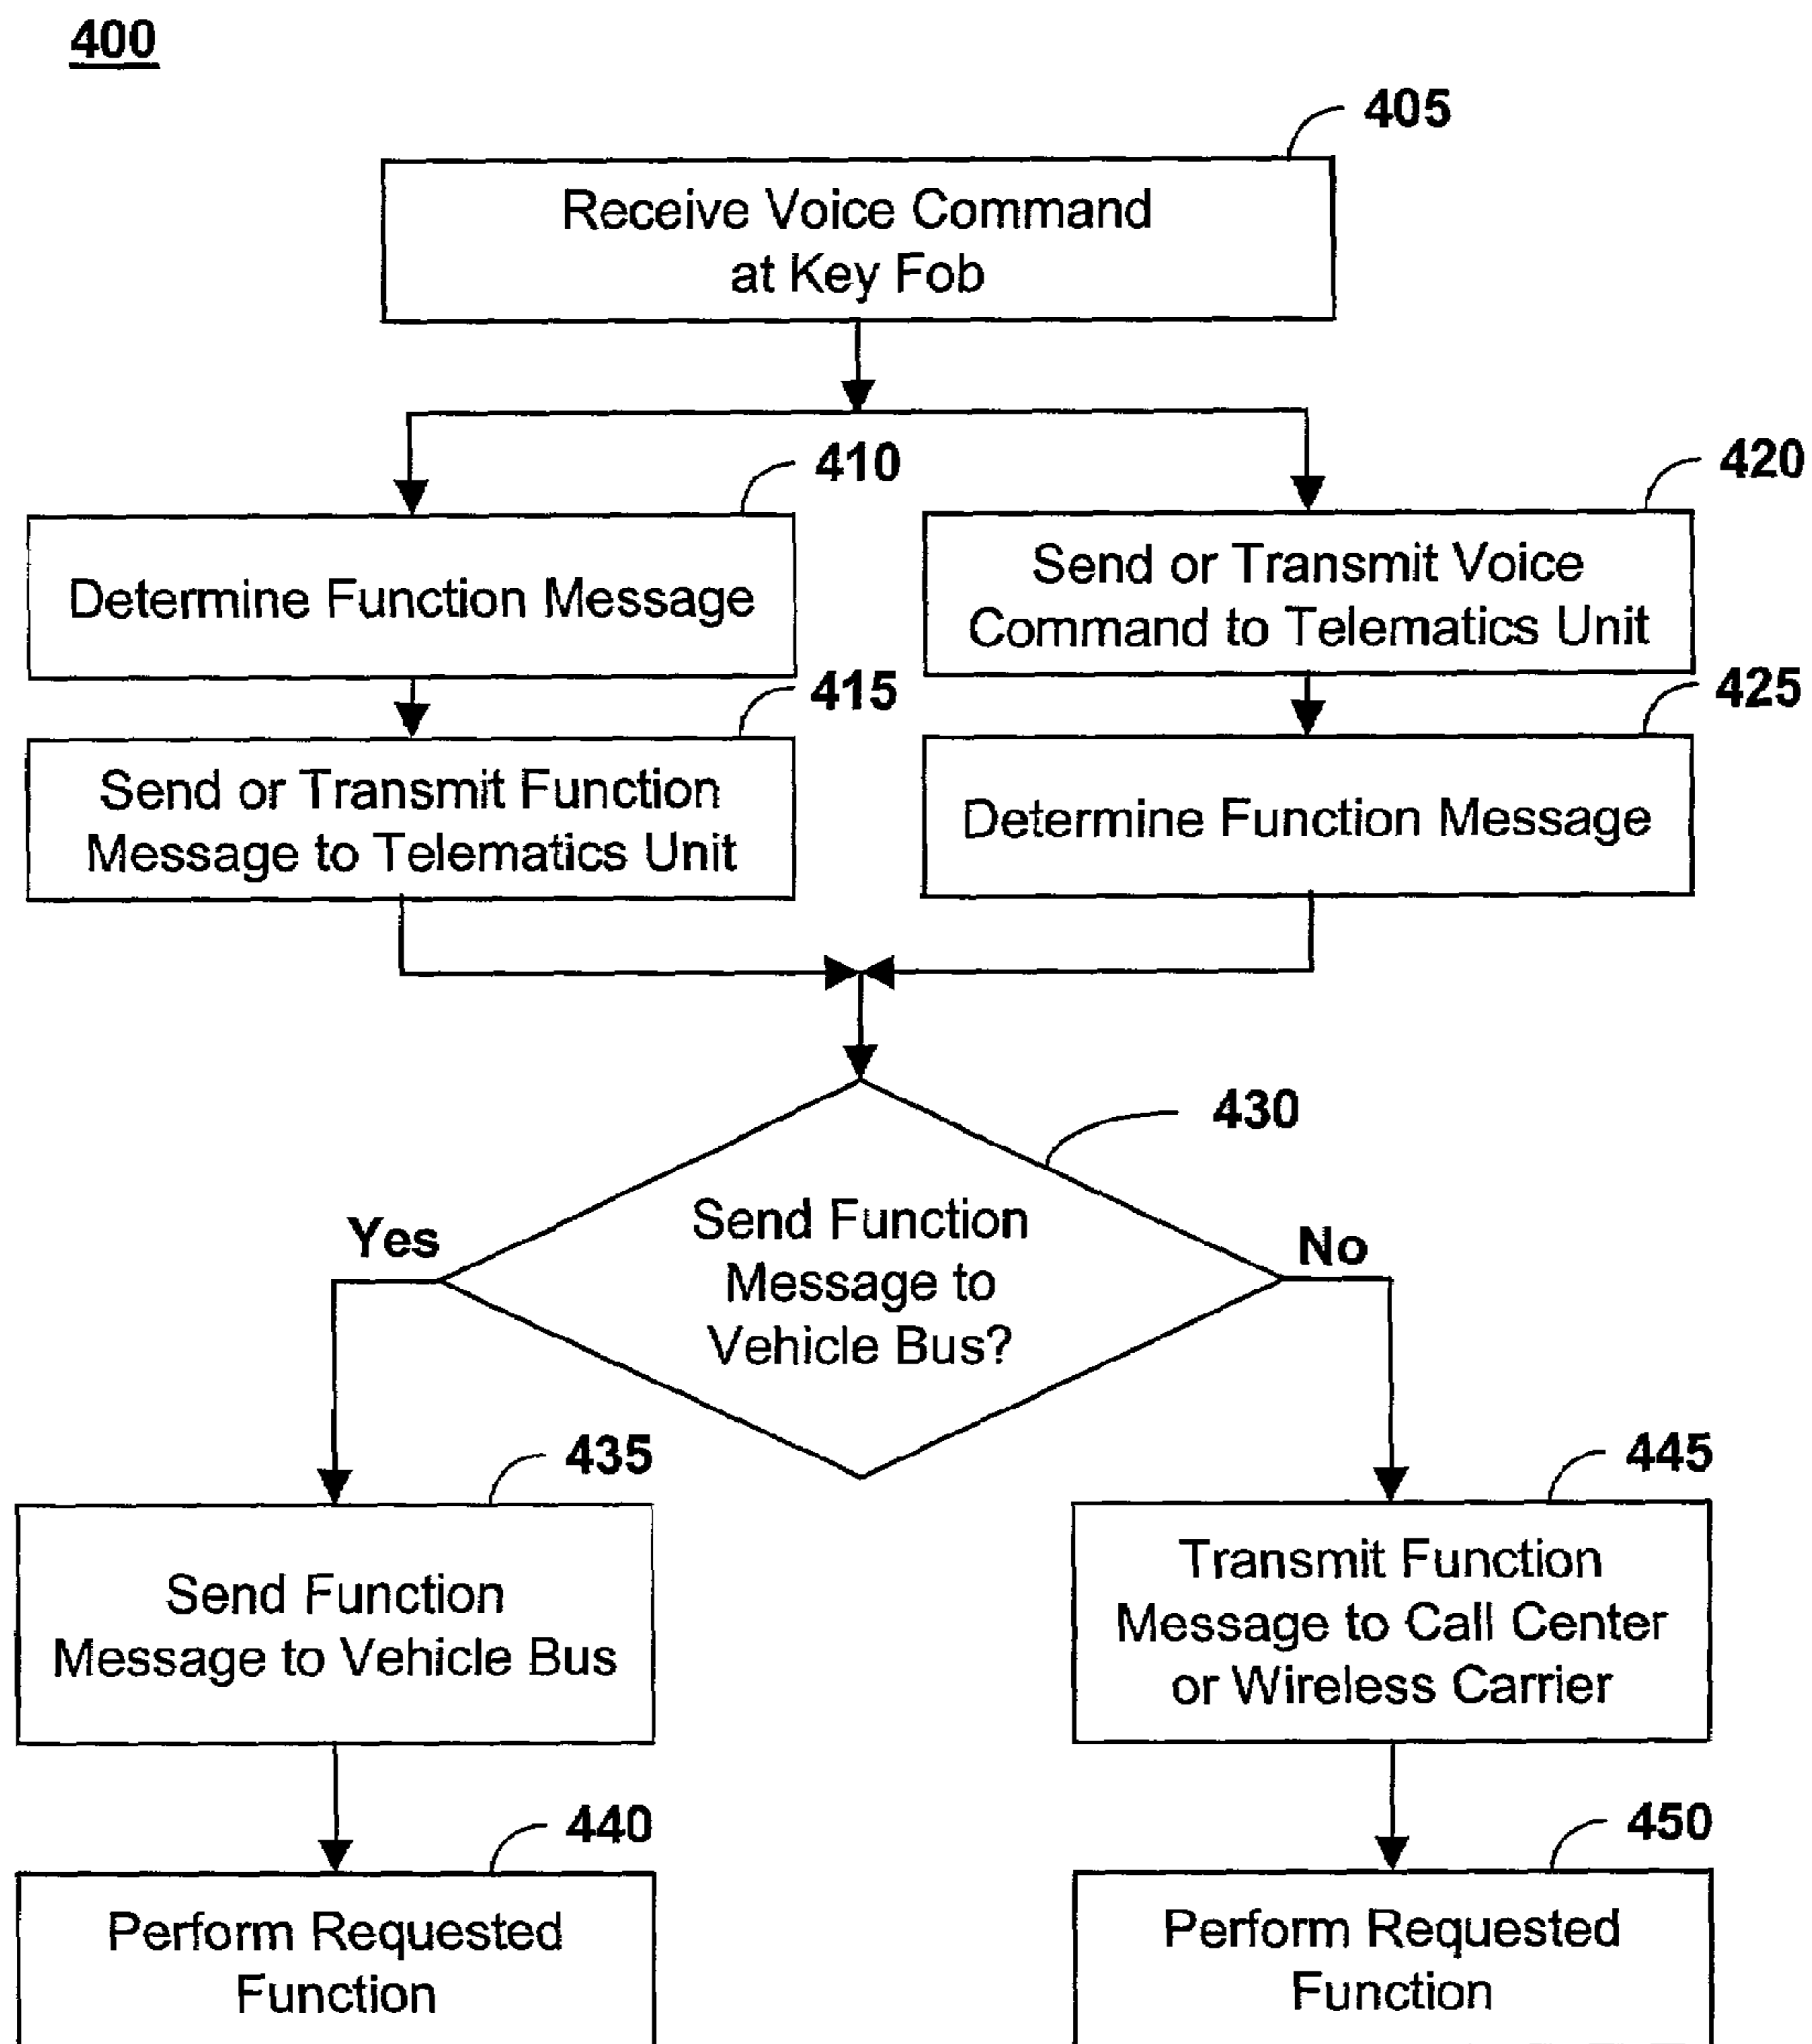 400
405
Receive Voice Command
at Key Fob
410
420
Determine Function Message
Send or Transmit Voice
Command to Telematics Unit
415
425
Send or Transmit Function
Message to Telematics Unit
Determine Function Message
430
Send Function
Message to
Vehicle Bus?
Yes
No
435
445
Send Function
Message to Vehicle Bus
Transmit Function
Message to Call Center
or Wireless Carrier
440
450
Perform Requested
Function
Perform Requested
Function